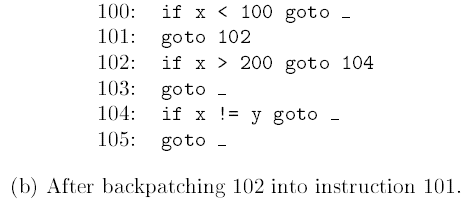 100: if x < 100 goto _
101: goto 102
102: if x > 200 goto 104
103: goto _
104: if x != y goto _
105: goto _
(b) After backpatching 102 into instruction 101.